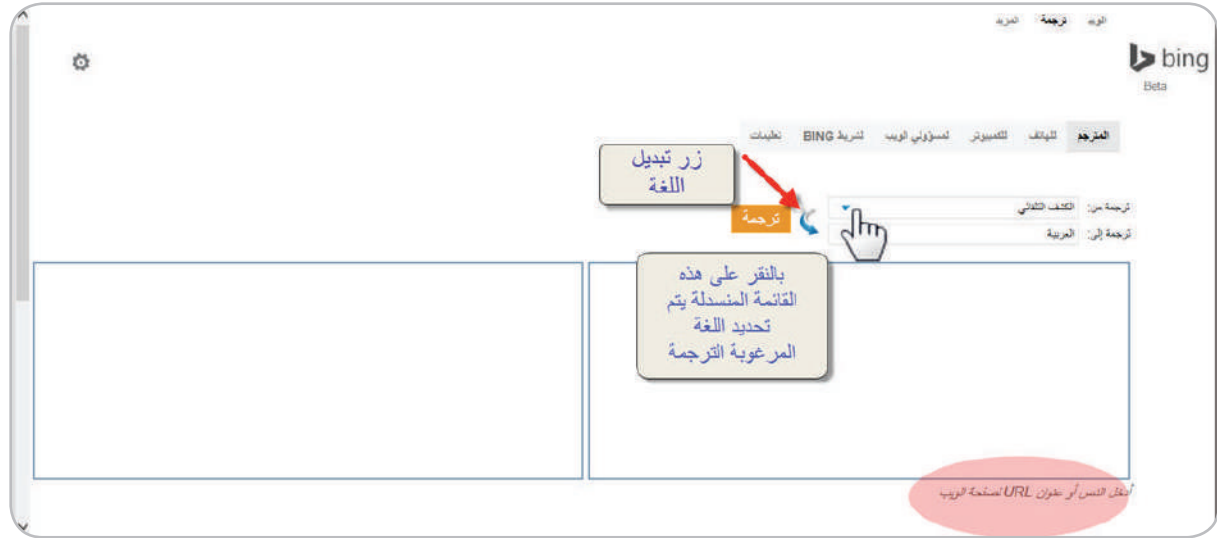 الويب ترجمة المزيد
bing
Beta
المترجم للهاتف للكمبيوتر لمسؤولي الويب لشريط BING تعليمات
زر تبديل
اللغة
ترجمة من: الكشف التلقائي
ترجمة إلى: العربية
ترجمة
بالنقر على هذه
القائمة المنسدلة يتم
تحديد اللغة
المرغوبة الترجمة
أدخل النص أو عنوان URL لصفحة الويب